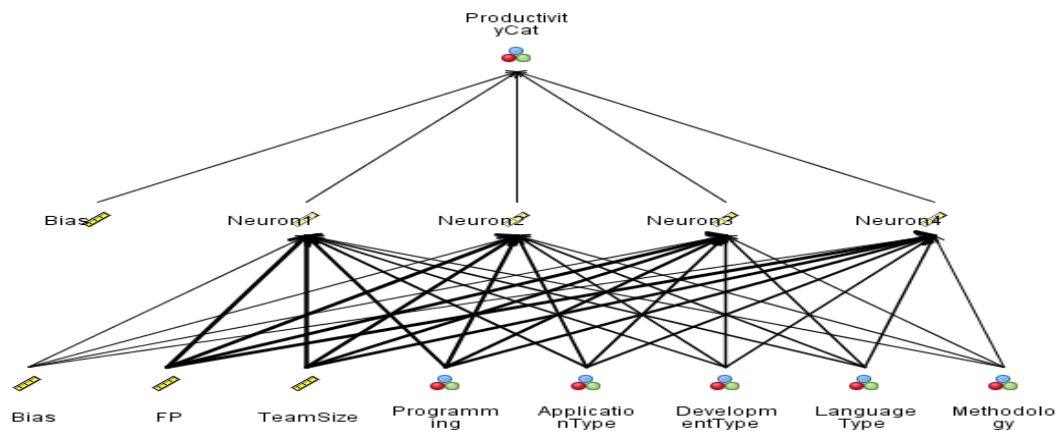 Productivit
yCat
Bias
Neuron1
Neuron2
Neuron3
Neuron4
Bias
FP
TeamSize
Programm
ing
Applicatio
nType
Developm
entType
Language
Type
Methodolo
gy